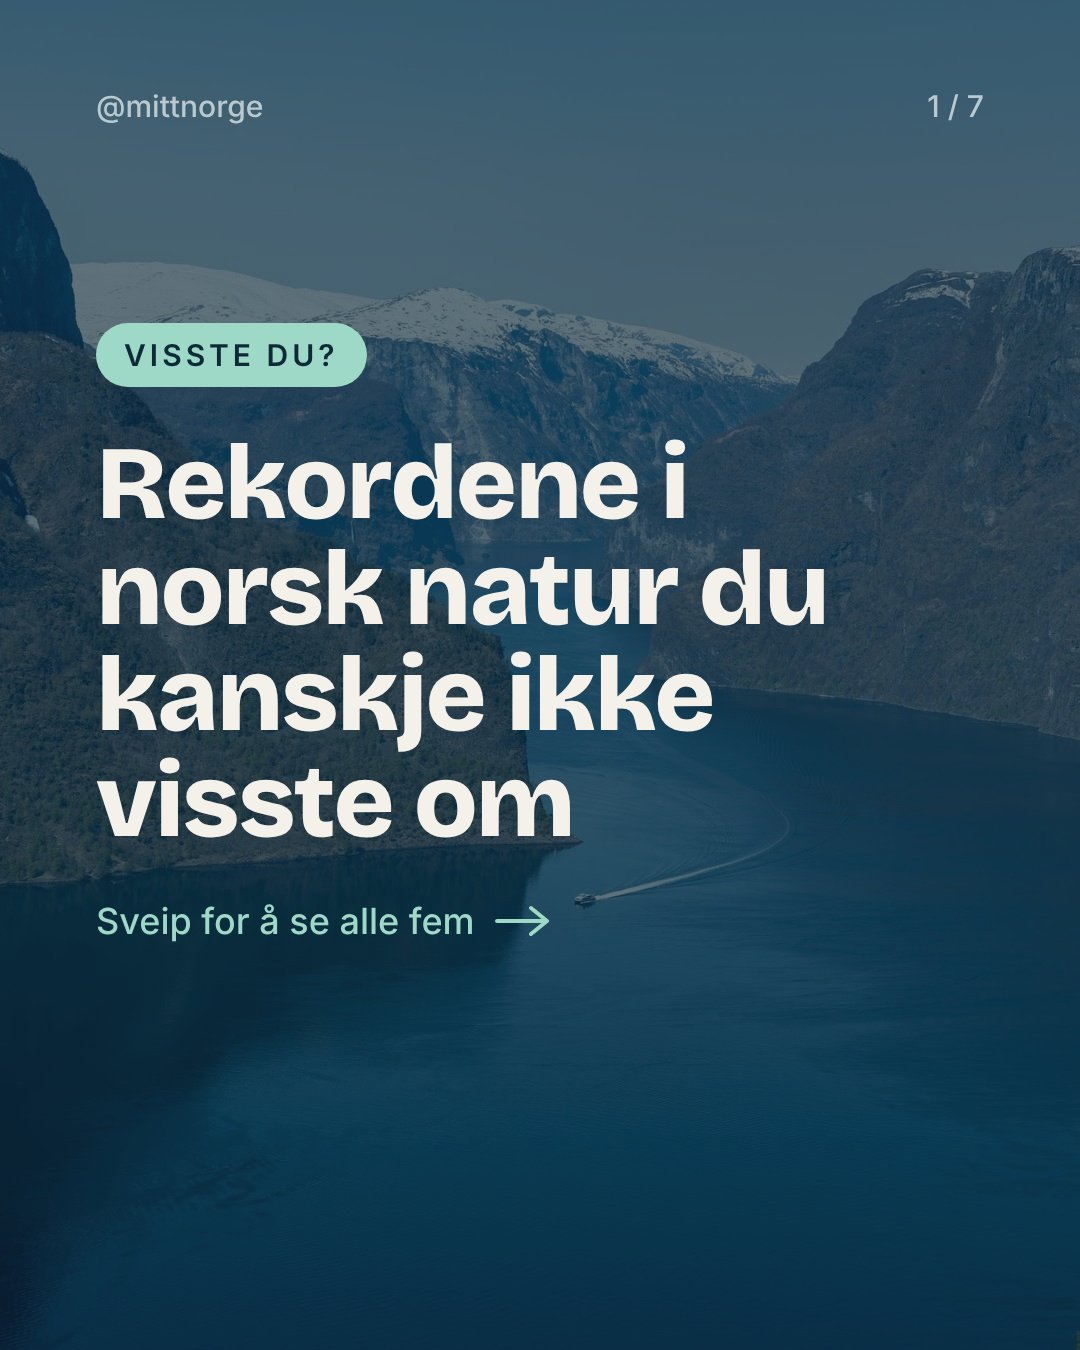 @mittnorge
1 / 7
VISSTE DU?
Rekordene i
norsk natur du
kanskje ikke
visste om
Sveip for å se alle fem →